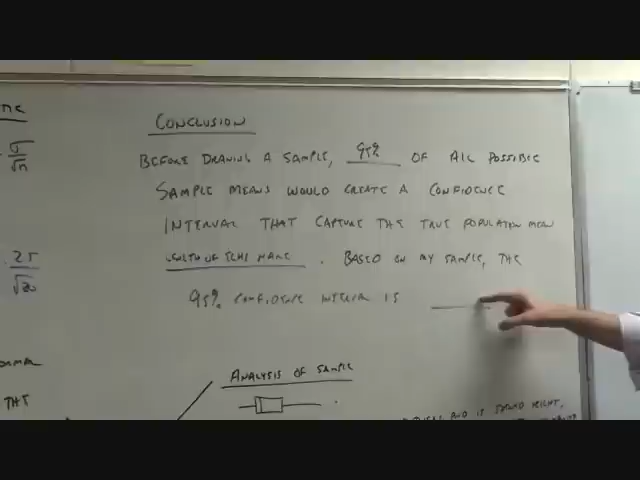 CONCLUSION
σ
√n
BEFORE DRAWING A SAMPLE, 95% OF ALL POSSIBLE
SAMPLE MEANS WOULD CREATE A CONFIDENCE
INTERVAL THAT CAPTURE THE TRUE POPULATION MEAN
.25
√20
LENGTH OF . BASED ON MY SAMPLE, THE
95% CONFIDENCE INTERVAL IS
ANALYSIS OF SAMPLE
THS